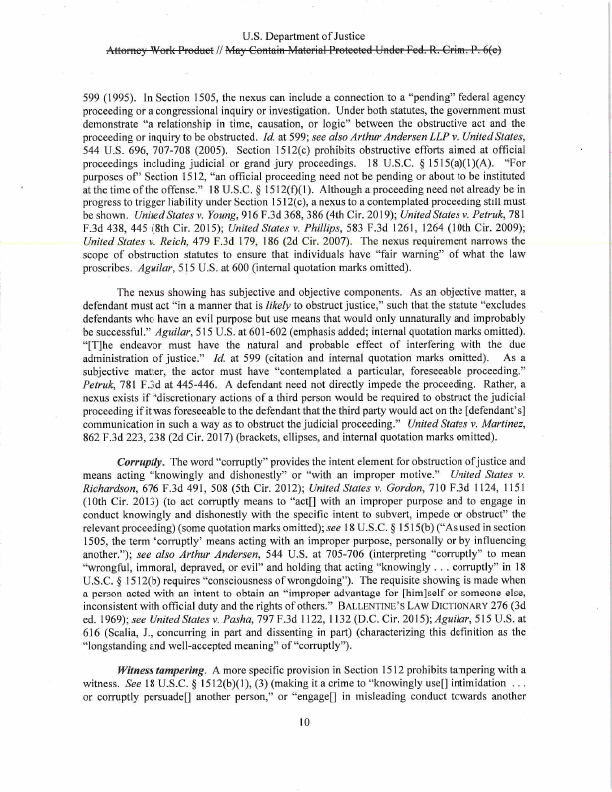 U.S. Department of Justice
Attorney Work Product // May Contain Material Protected Under Fed. R. Crim. P. 6(e)
599 (1995). In Section 1505, the nexus can include a connection to a “pending” federal agency
proceeding or a congressional inquiry or investigation. Under both statutes, the government must
demonstrate “a relationship in time, causation, or logic” between the obstructive act and the
proceeding or inquiry to be obstructed. Id. at 599; see also Arthur Andersen LLP v. United States,
544 U.S. 696, 707-708 (2005). Section 1512(c) prohibits obstructive efforts aimed at official
proceedings including judicial or grand jury proceedings. 18 U.S.C. § 1515(a)(1)(A). “For
purposes of” Section 1512, “an official proceeding need not be pending or about to be instituted
at the time of the offense.” 18 U.S.C. § 1512(f)(1). Although a proceeding need not already be in
progress to trigger liability under Section 1512(c), a nexus to a contemplated proceeding still must
be shown. United States v. Young, 916 F.3d 368, 386 (4th Cir. 2019); United States v. Petruk, 781
F.3d 438, 445 (8th Cir. 2015); United States v. Phillips, 583 F.3d 1261, 1264 (10th Cir. 2009);
United States v. Reich, 479 F.3d 179, 186 (2d Cir. 2007). The nexus requirement narrows the
scope of obstruction statutes to ensure that individuals have “fair warning” of what the law
proscribes. Aguilar, 515 U.S. at 600 (internal quotation marks omitted).
The nexus showing has subjective and objective components. As an objective matter, a
defendant must act “in a manner that is likely to obstruct justice,” such that the statute “excludes
defendants who have an evil purpose but use means that would only unnaturally and improbably
be successful.” Aguilar, 515 U.S. at 601-602 (emphasis added; internal quotation marks omitted).
“[T]he endeavor must have the natural and probable effect of interfering with the due
administration of justice.” Id. at 599 (citation and internal quotation marks omitted). As a
subjective matter, the actor must have “contemplated a particular, foreseeable proceeding.”
Petruk, 781 F.3d at 445-446. A defendant need not directly impede the proceeding. Rather, a
nexus exists if “discretionary actions of a third person would be required to obstruct the judicial
proceeding if it was foreseeable to the defendant that the third party would act on the [defendant’s]
communication in such a way as to obstruct the judicial proceeding.” United States v. Martinez,
862 F.3d 223, 238 (2d Cir. 2017) (brackets, ellipses, and internal quotation marks omitted).
Corruptly. The word “corruptly” provides the intent element for obstruction of justice and
means acting “knowingly and dishonestly” or “with an improper motive.” United States v.
Richardson, 676 F.3d 491, 508 (5th Cir. 2012); United States v. Gordon, 710 F.3d 1124, 1151
(10th Cir. 2013) (to act corruptly means to “act[] with an improper purpose and to engage in
conduct knowingly and dishonestly with the specific intent to subvert, impede or obstruct” the
relevant proceeding) (some quotation marks omitted); see 18 U.S.C. § 1515(b) (“As used in section
1505, the term ‘corruptly’ means acting with an improper purpose, personally or by influencing
another.”); see also Arthur Andersen, 544 U.S. at 705-706 (interpreting “corruptly” to mean
“wrongful, immoral, depraved, or evil” and holding that acting “knowingly . . . corruptly” in 18
U.S.C. § 1512(b) requires “consciousness of wrongdoing”). The requisite showing is made when
a person acted with an intent to obtain an “improper advantage for [him]self or someone else,
inconsistent with official duty and the rights of others.” BALLENTINE’S LAW DICTIONARY 276 (3d
ed. 1969); see United States v. Pasha, 797 F.3d 1122, 1132 (D.C. Cir. 2015); Aguilar, 515 U.S. at
616 (Scalia, J., concurring in part and dissenting in part) (characterizing this definition as the
“longstanding and well-accepted meaning” of “corruptly”).
Witness tampering. A more specific provision in Section 1512 prohibits tampering with a
witness. See 18 U.S.C. § 1512(b)(1), (3) (making it a crime to “knowingly use[] intimidation . . .
or corruptly persuade[] another person,” or “engage[] in misleading conduct towards another
10